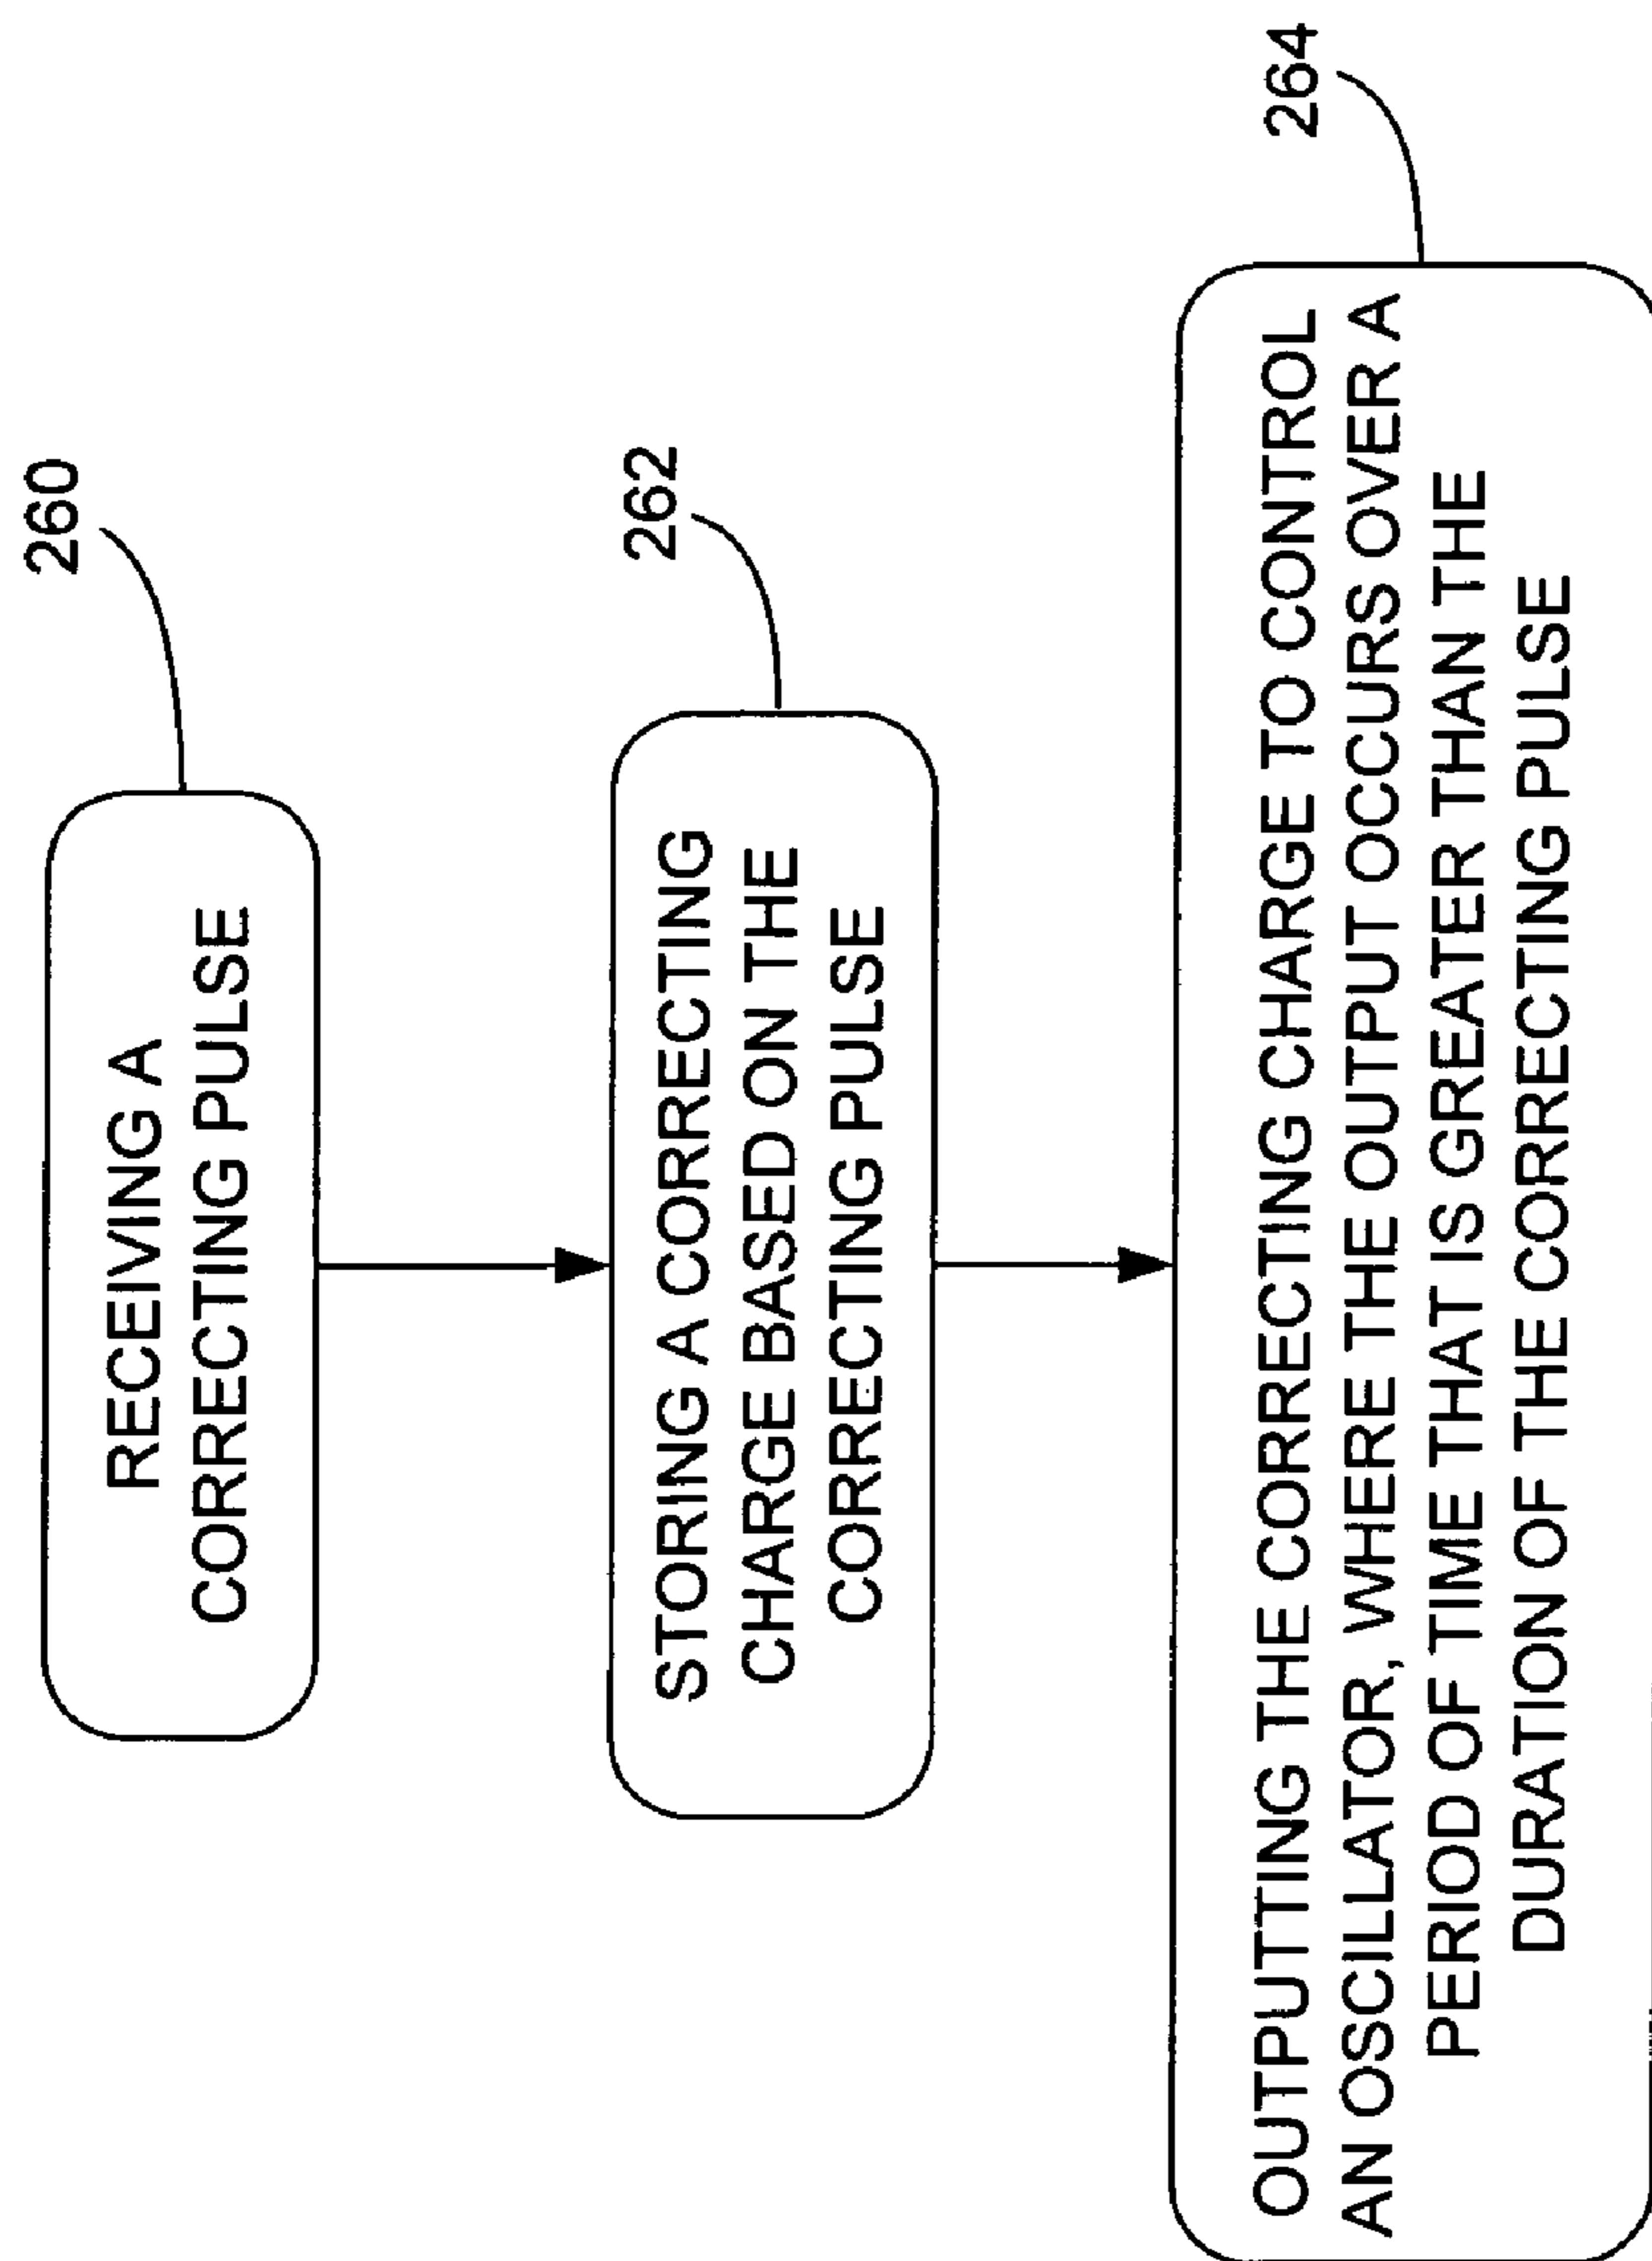 260
RECEIVING A
CORRECTING PULSE
262
STORING A CORRECTING
CHARGE BASED ON THE
CORRECTING PULSE
264
OUTPUTTING THE CORRECTING CHARGE TO CONTROL
AN OSCILLATOR, WHERE THE OUTPUT OCCURS OVER A
PERIOD OF TIME THAT IS GREATER THAN THE
DURATION OF THE CORRECTING PULSE